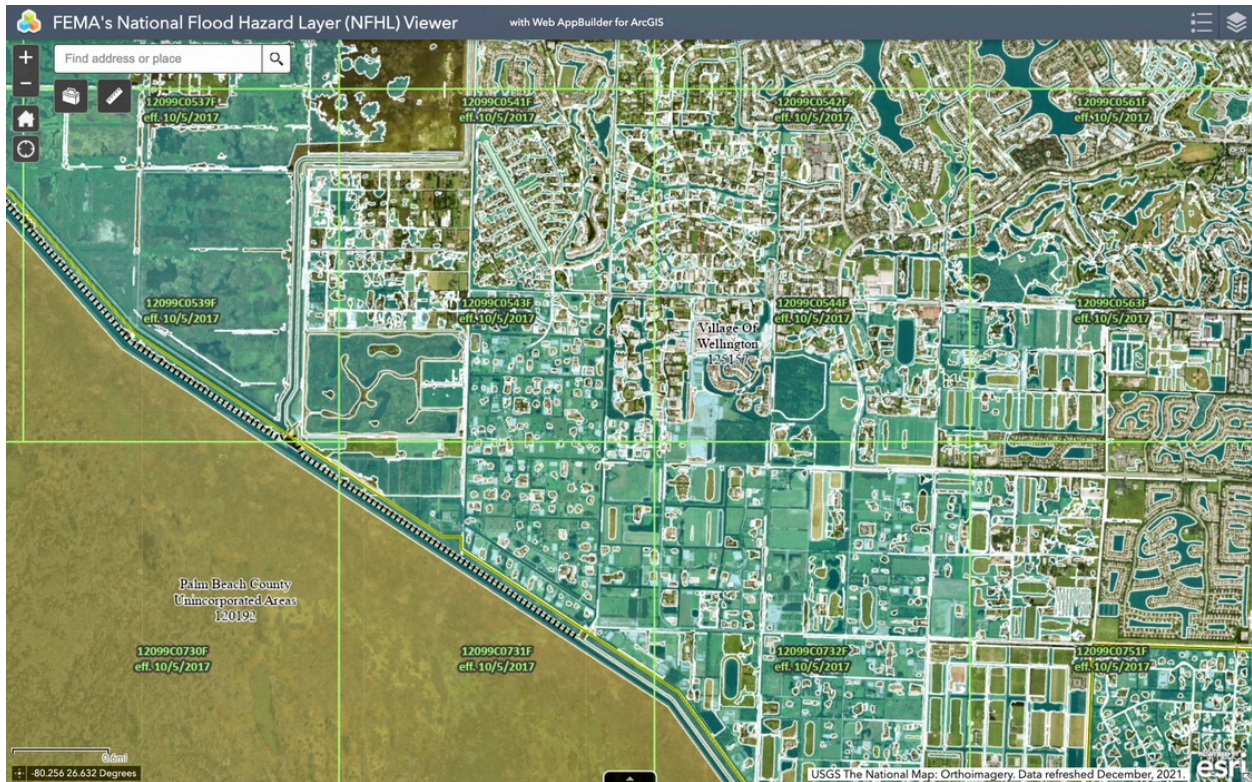 FEMA's National Flood Hazard Layer (NFHL) Viewer
with Web AppBuilder for ArcGIS
Find address or place
12099C0537F
eff. 10/5/2017
12099C0541F
eff. 10/5/2017
12099C0542F
eff. 10/5/2017
12099C0561F
eff. 10/5/2017
12099C0539F
eff. 10/5/2017
12099C0543F
eff. 10/5/2017
12099C0544F
eff. 10/5/2017
12099C0563F
eff. 10/5/2017
Village Of
Wellington
125157
Palm Beach County
Unincorporated Areas
120192
12099C0730F
eff. 10/5/2017
12099C0731F
eff. 10/5/2017
12099C0732F
eff. 10/5/2017
12099C0751F
eff. 10/5/2017
0.6mi
-80.256 26.632 Degrees
USGS The National Map: Orthoimagery. Data refreshed December, 2021.
esri